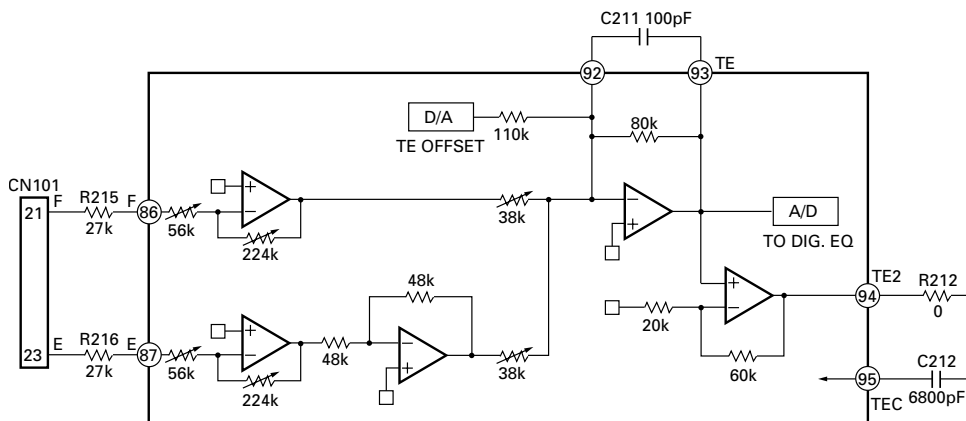 C211 100pF
92
93
TE
D/A
TE OFFSET
110k
80k
CN101
21
F
R215
27k
F
86
56k
+
−
224k
38k
−
+
A/D
TO DIG. EQ
48k
+
−
TE2
94
R212
0
20k
60k
23
E
R216
27k
E
87
56k
+
−
224k
48k
−
+
38k
95
TEC
C212
6800pF